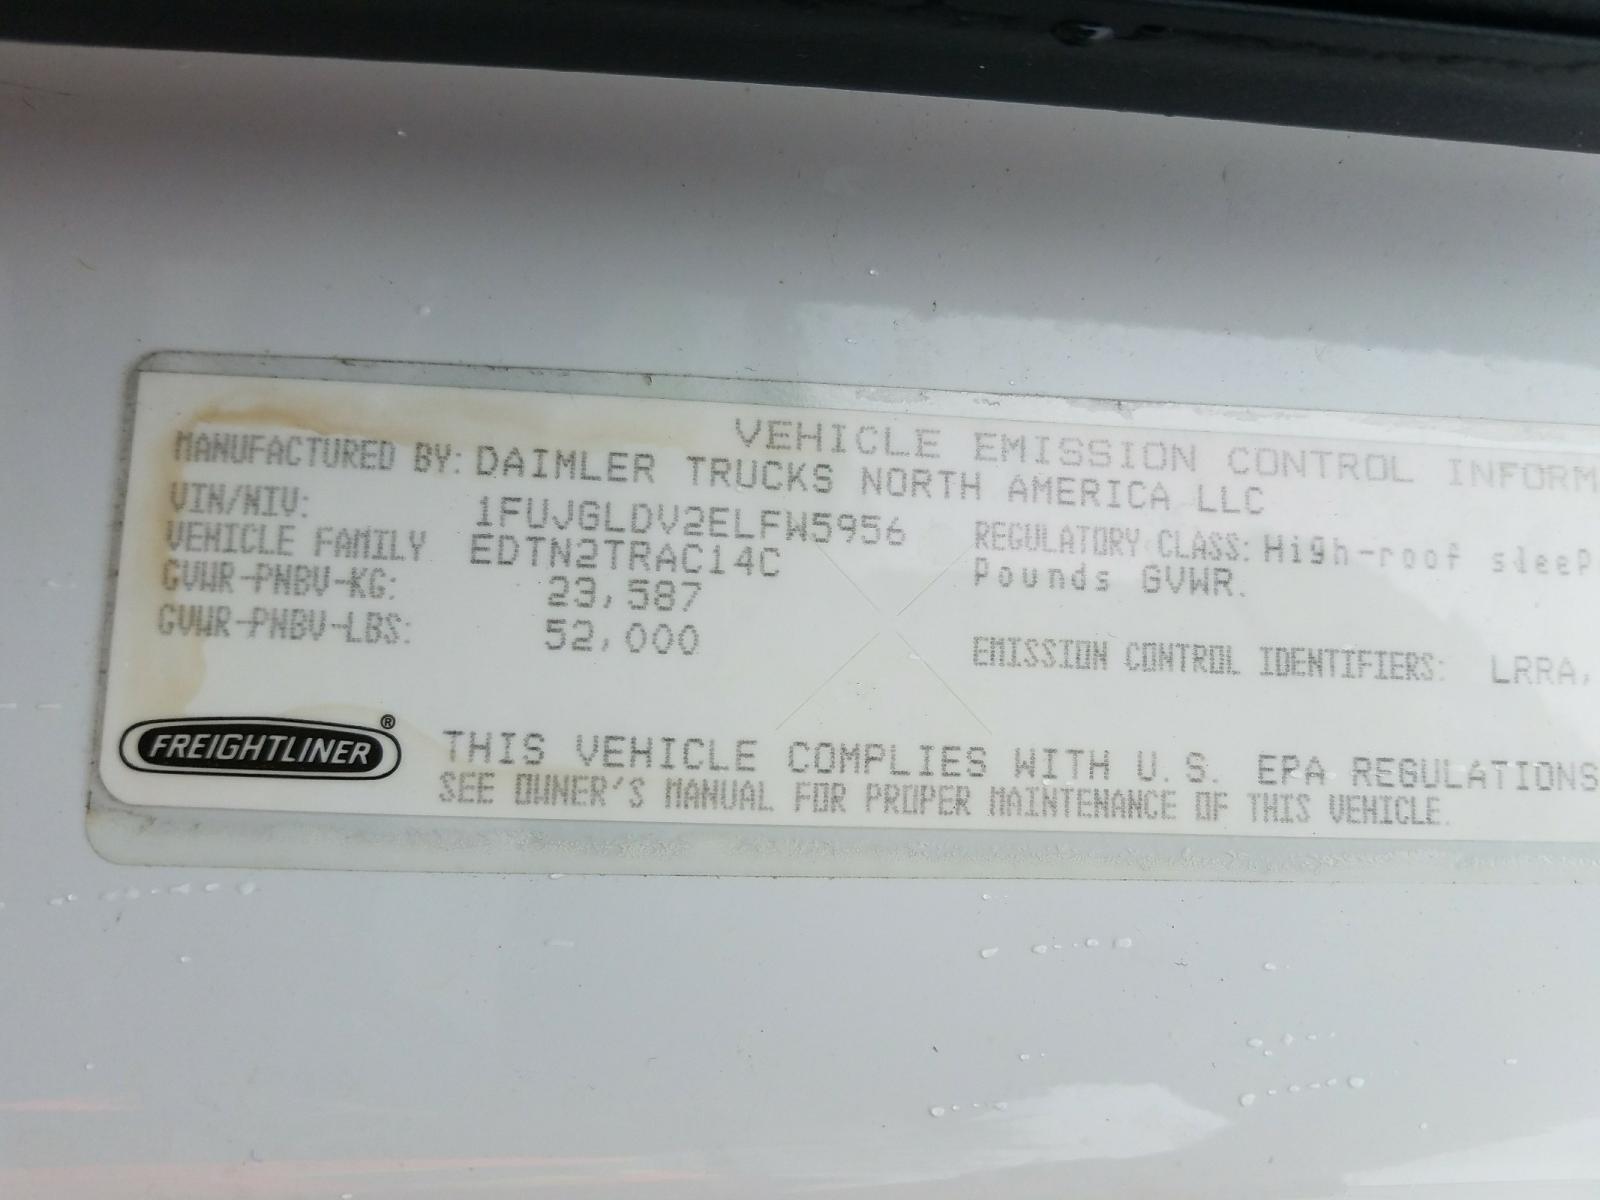 VEHICLE EMISSION CONTROL INFORM
MANUFACTURED BY: DAIMLER TRUCKS NORTH AMERICA LLC
VIN/NIV: 1FUJGLDV2ELFW5956 REGULATORY CLASS: High-roof sleep
VEHICLE FAMILY EDTN2TRAC14C Pounds GVWR.
GVWR-PNBV-KG: 23,587
GVWR-PNBV-LBS: 52,000 EMISSION CONTROL IDENTIFIERS: LRRA,
FREIGHTLINER® THIS VEHICLE COMPLIES WITH U.S. EPA REGULATIONS
SEE OWNER'S MANUAL FOR PROPER MAINTENANCE OF THIS VEHICLE.